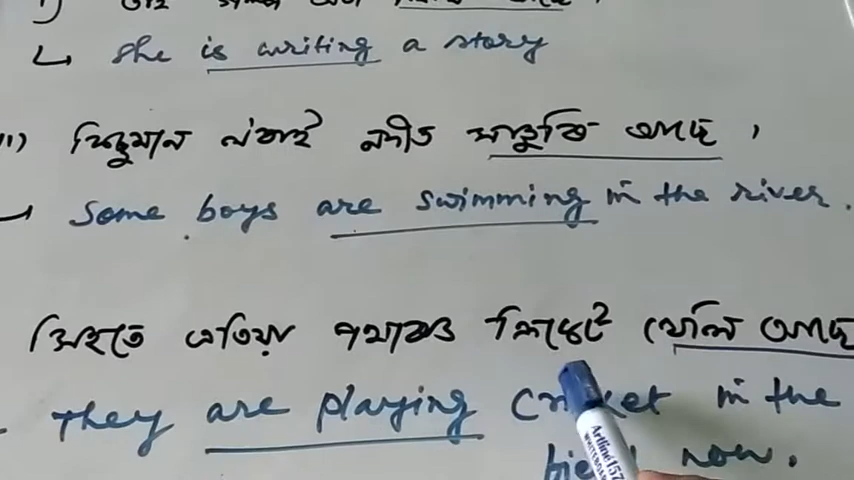 She is writing a story
কিছুমান ল'ৰাই নদীত সাতুৰি আছে ,
Some boys are swimming in the river.
সিহঁতে এতিয়া পথাৰত ক্ৰিকেট খেলি আছে
They are playing cricket in the
now.